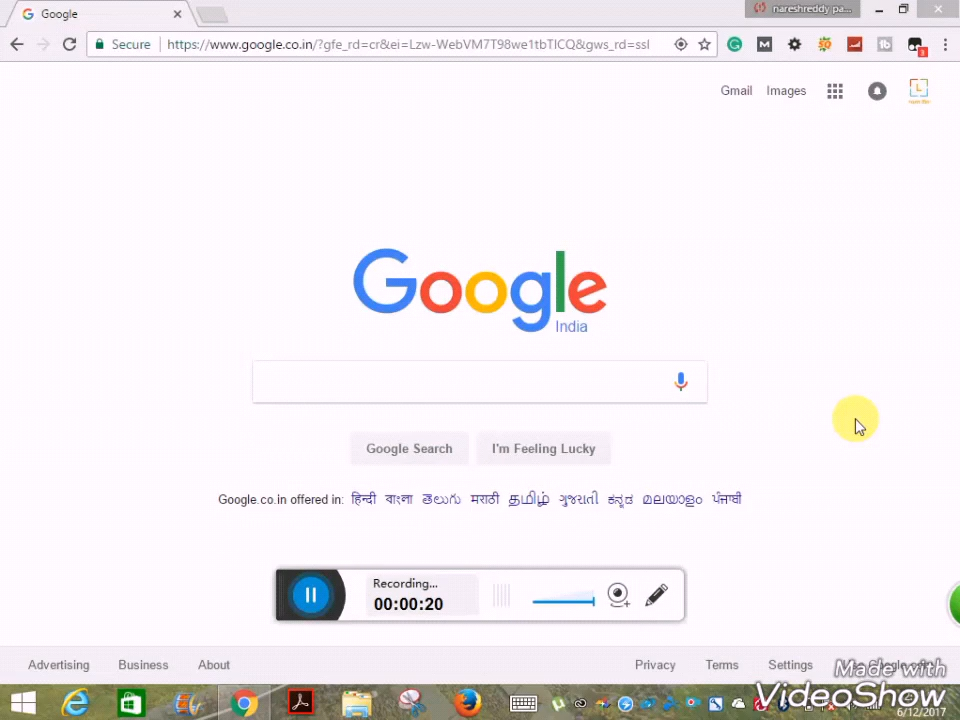 Google
nareshreddy.pa...
Secure
https://www.google.co.in/?gfe_rd=cr&ei=Lzw-WebVM7T98we1tbTICQ&gws_rd=ssl
Gmail Images
Google
India
Google Search I'm Feeling Lucky
Google.co.in offered in: हिन्दी বাংলা తెలుగు मराठी தமிழ் ગુજરાતી ಕನ್ನಡ മലയാളം ਪੰਜਾਬੀ
Recording...
00:00:20
Advertising Business About Privacy Terms Settings
Made with
VideoShow
6/12/2017